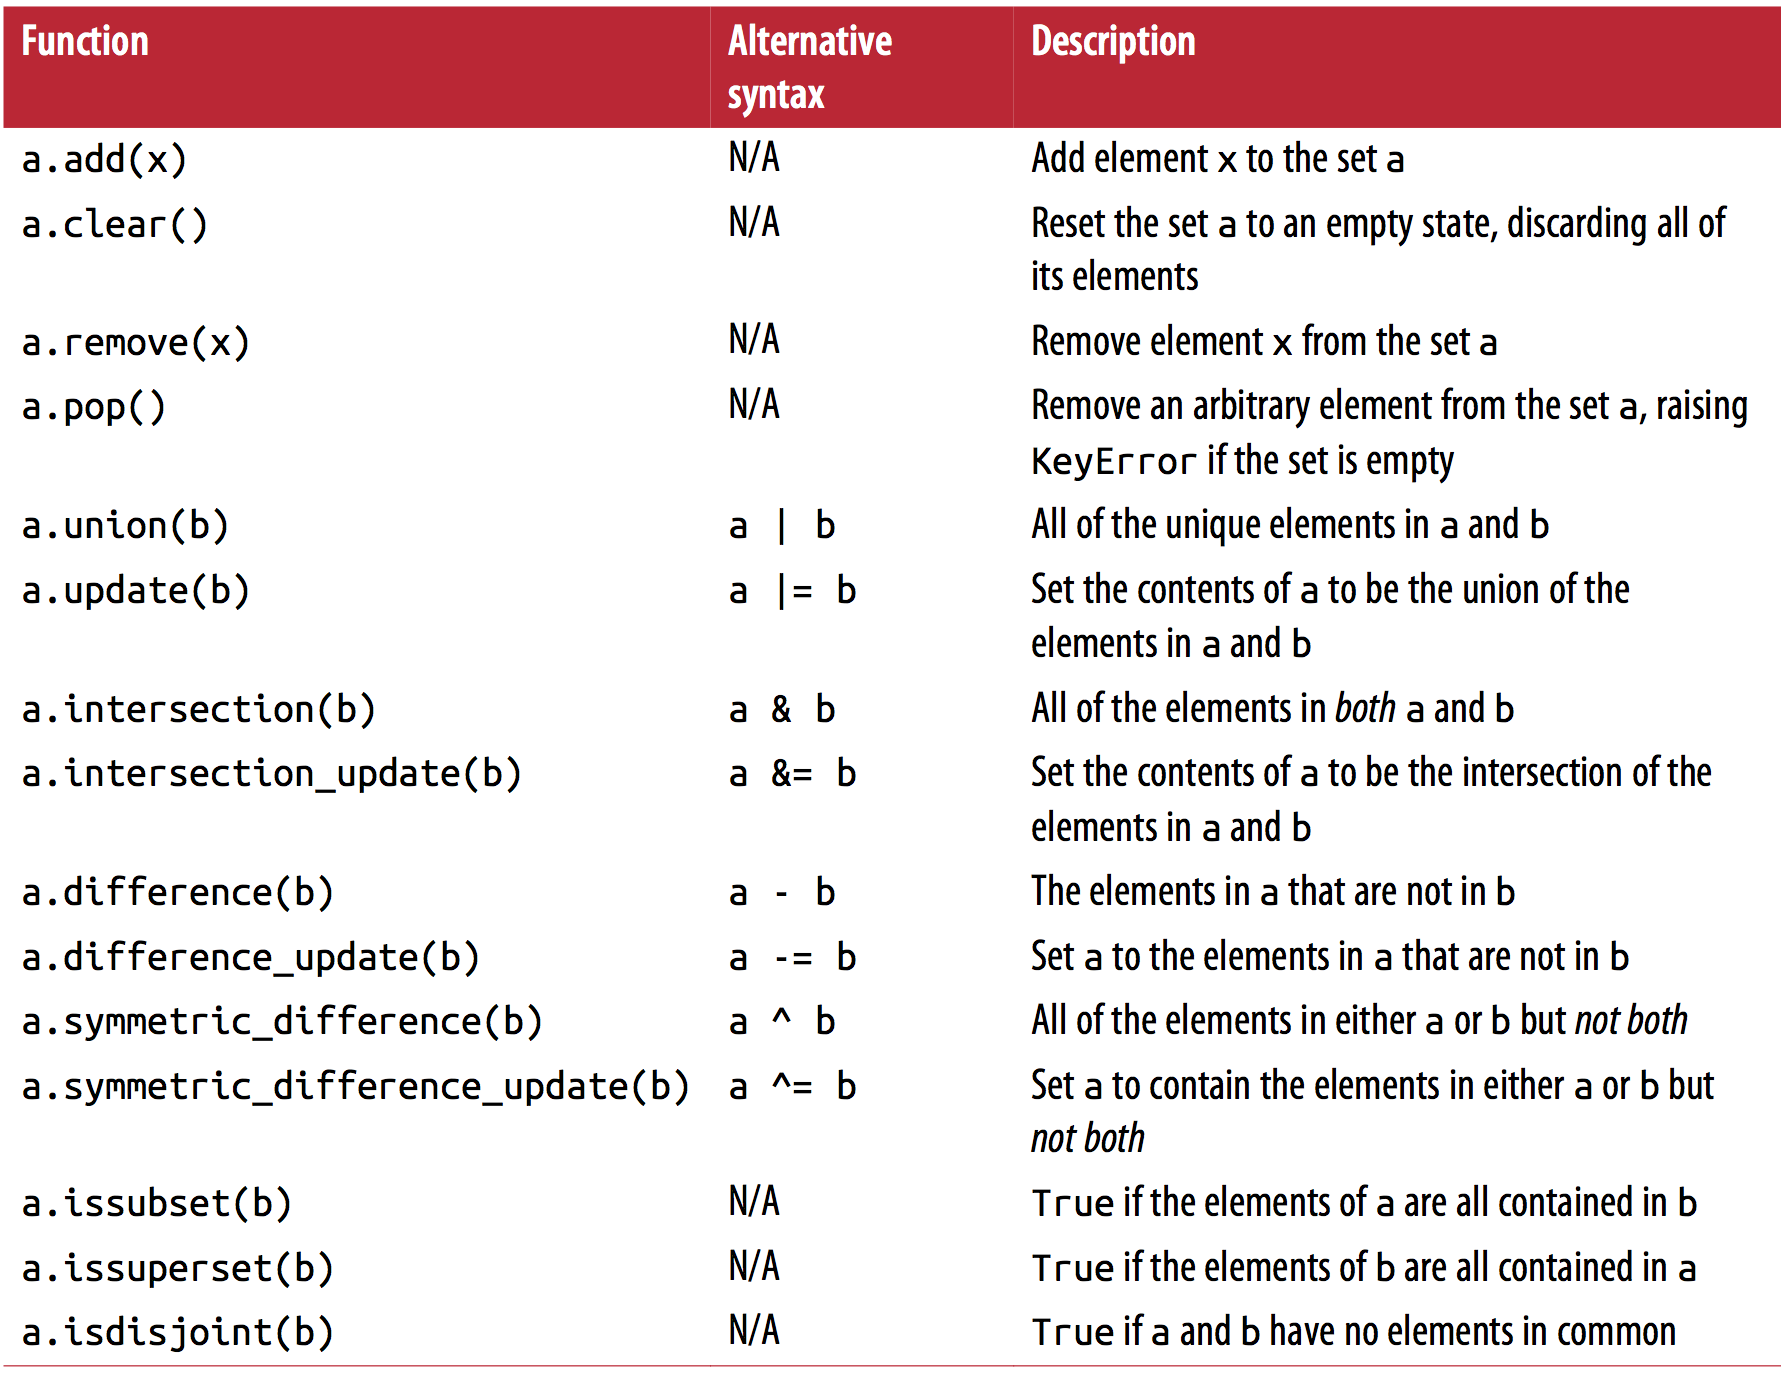 Function Alternative syntax Description
a.add(x) N/A Add element x to the set a
a.clear() N/A Reset the set a to an empty state, discarding all of
its elements
a.remove(x) N/A Remove element x from the set a
a.pop() N/A Remove an arbitrary element from the set a, raising
KeyError if the set is empty
a.union(b) a | b All of the unique elements in a and b
a.update(b) a |= b Set the contents of a to be the union of the
elements in a and b
a.intersection(b) a & b All of the elements in both a and b
a.intersection_update(b) a &= b Set the contents of a to be the intersection of the
elements in a and b
a.difference(b) a - b The elements in a that are not in b
a.difference_update(b) a -= b Set a to the elements in a that are not in b
a.symmetric_difference(b) a ^ b All of the elements in either a or b but not both
a.symmetric_difference_update(b) a ^= b Set a to contain the elements in either a or b but
not both
a.issubset(b) N/A True if the elements of a are all contained in b
a.issuperset(b) N/A True if the elements of b are all contained in a
a.isdisjoint(b) N/A True if a and b have no elements in common